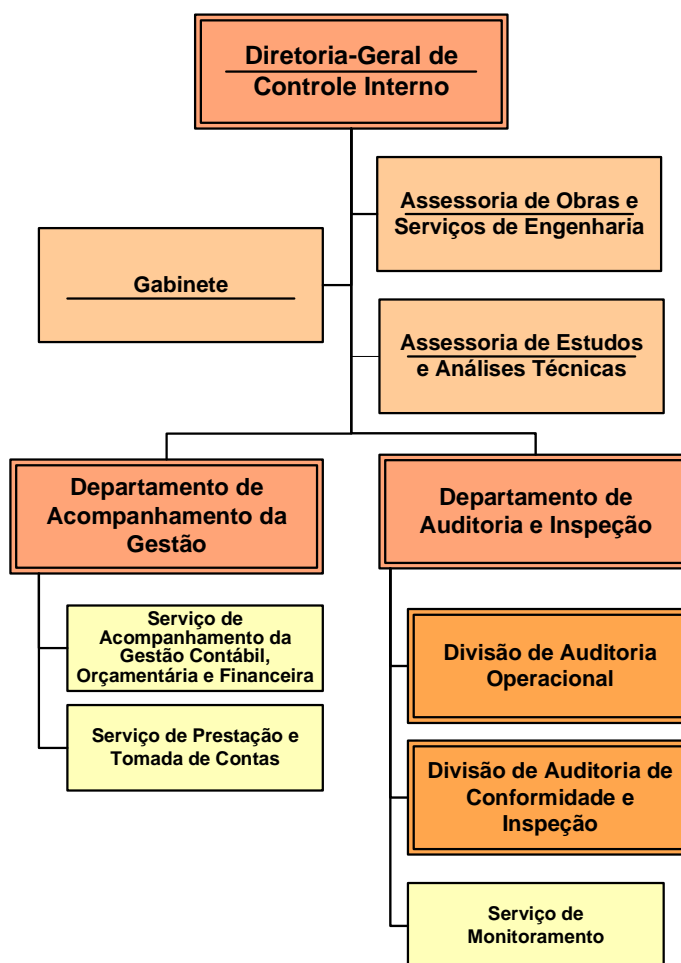 Diretoria-Geral de
Controle Interno
Assessoria de Obras e
Serviços de Engenharia
Gabinete
Assessoria de Estudos
e Análises Técnicas
Departamento de
Acompanhamento da
Gestão
Departamento de
Auditoria e Inspeção
Serviço de
Acompanhamento da
Gestão Contábil,
Orçamentária e Financeira
Serviço de Prestação e
Tomada de Contas
Divisão de Auditoria
Operacional
Divisão de Auditoria de
Conformidade e
Inspeção
Serviço de
Monitoramento